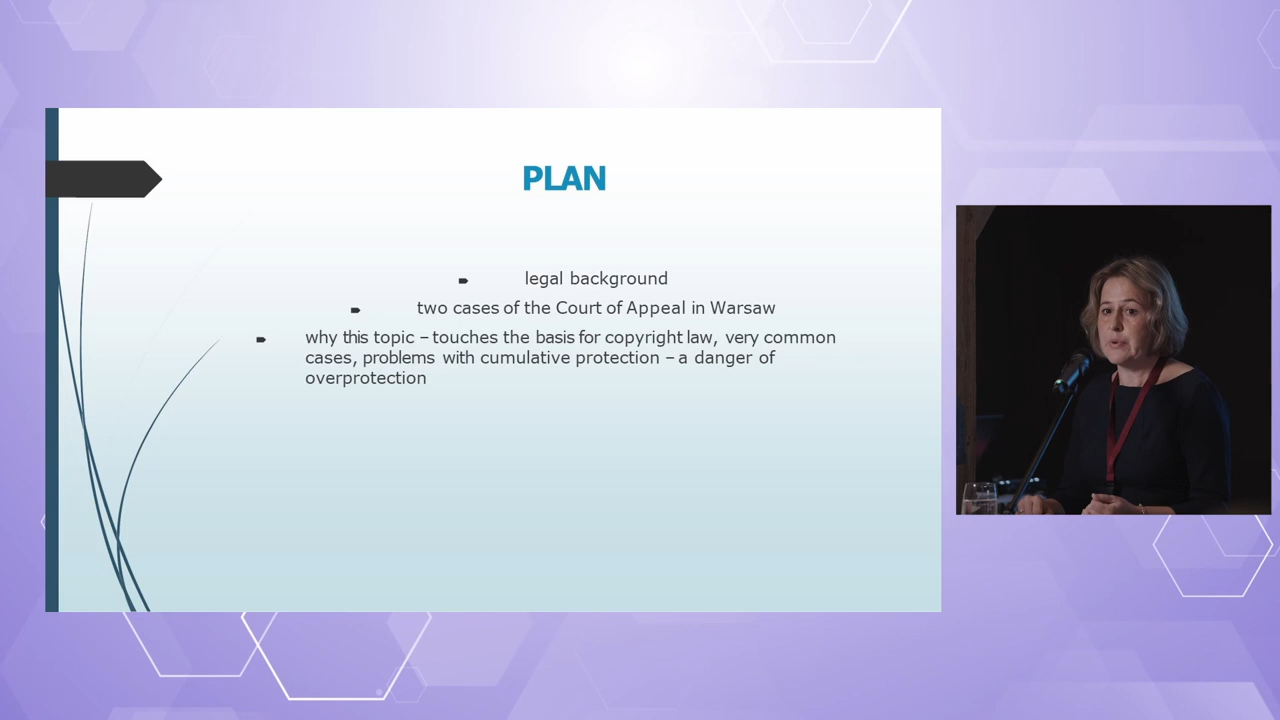 PLAN
legal background
two cases of the Court of Appeal in Warsaw
why this topic – touches the basis for copyright law, very common
cases, problems with cumulative protection – a danger of
overprotection